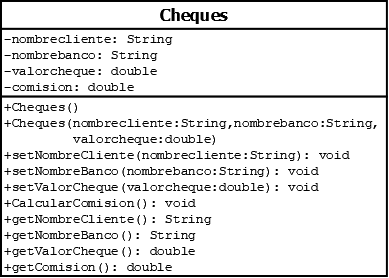 Cheques
-nombrecliente: String
-nombrebanco: String
-valorcheque: double
-comision: double
+Cheques()
+Cheques(nombrecliente:String,nombrebanco:String,
valorcheque:double)
+setNombreCliente(nombrecliente:String): void
+setNombreBanco(nombrebanco:String): void
+setValorCheque(valorcheque:double): void
+CalcularComision(): void
+getNombreCliente(): String
+getNombreBanco(): String
+getValorCheque(): double
+getComision(): double